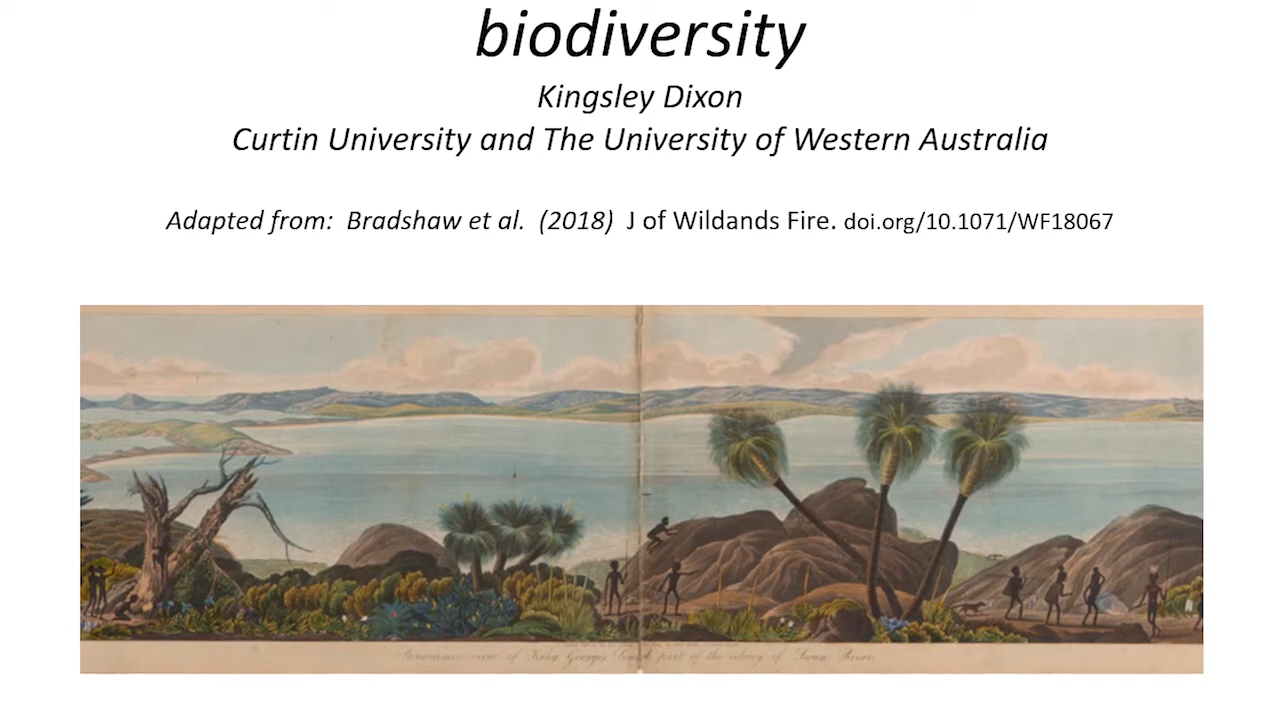 biodiversity
Kingsley Dixon
Curtin University and The University of Western Australia
Adapted from: Bradshaw et al. (2018) J of Wildands Fire. doi.org/10.1071/WF18067
Panoramic view of King Georges Sound part of the colony of Swan River